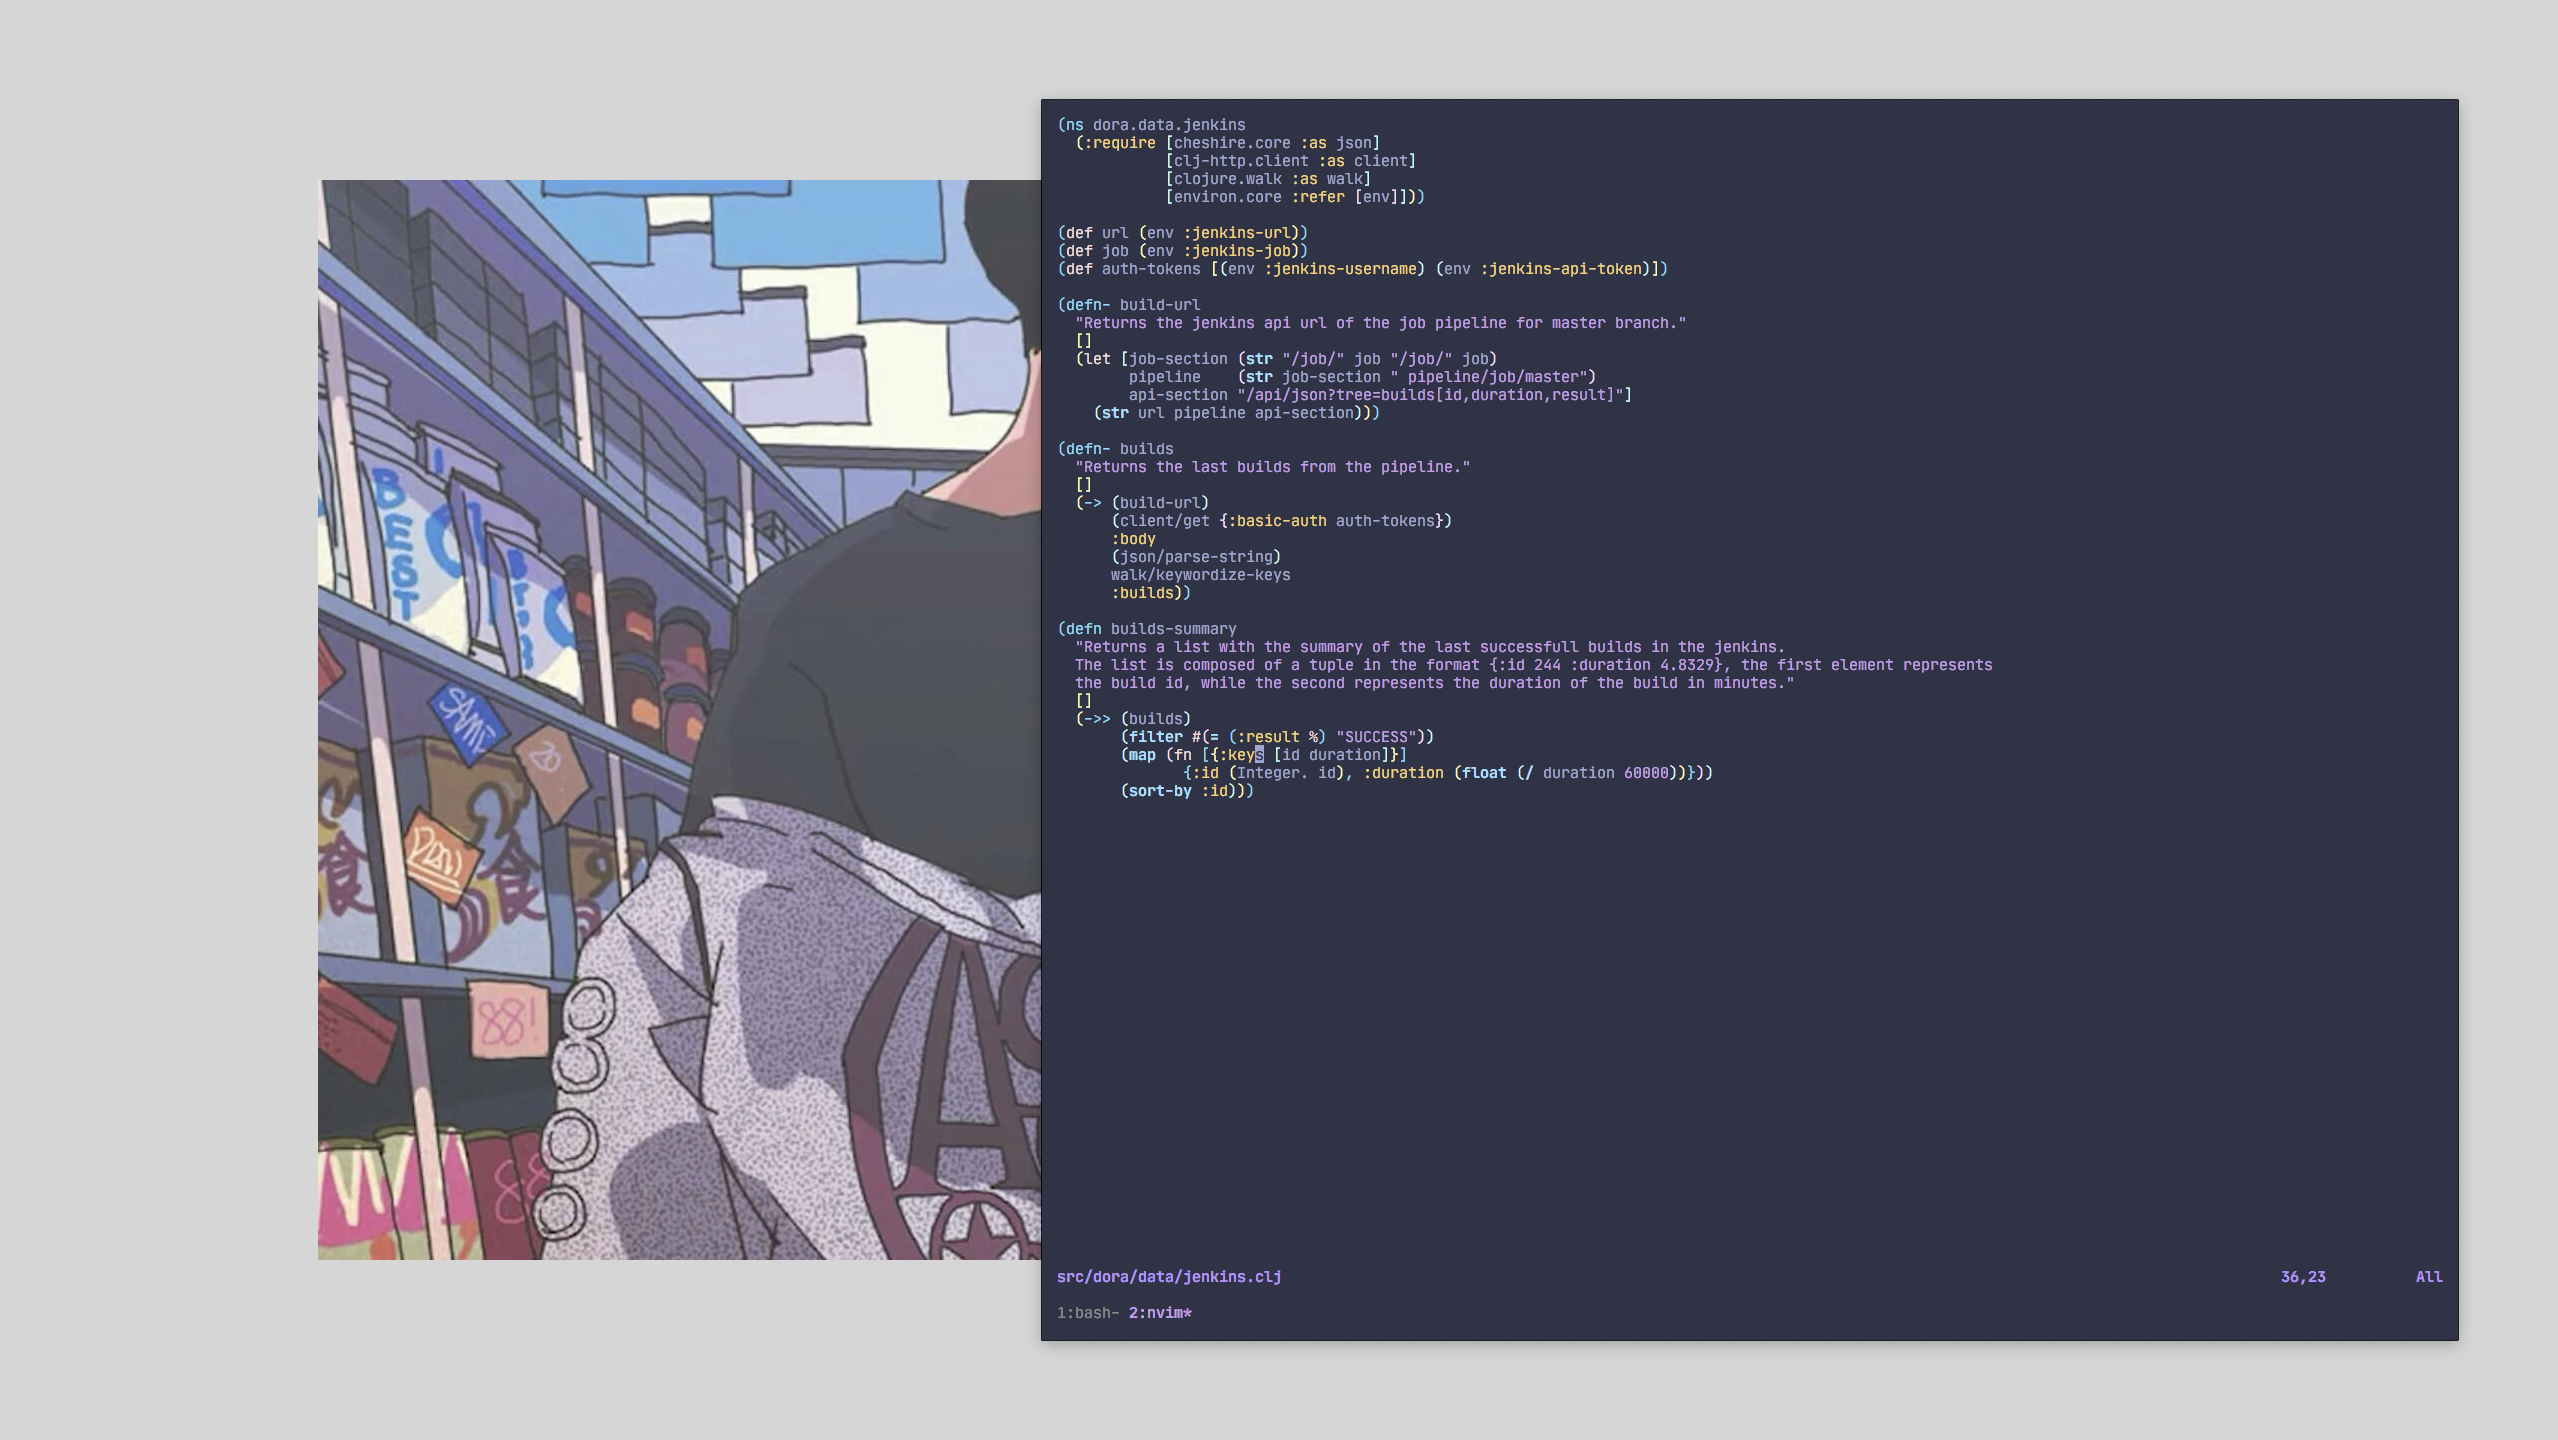 BEST
SAME
20
食
食
88!
88
(ns dora.data.jenkins
  (:require [cheshire.core :as json]
            [clj-http.client :as client]
            [clojure.walk :as walk]
            [environ.core :refer [env]]))
(def url (env :jenkins-url))
(def job (env :jenkins-job))
(def auth-tokens [(env :jenkins-username) (env :jenkins-api-token)])
(defn- build-url
  "Returns the jenkins api url of the job pipeline for master branch."
  []
  (let [job-section (str "/job/" job "/job/" job)
        pipeline    (str job-section " pipeline/job/master")
        api-section "/api/json?tree=builds[id,duration,result]"]
    (str url pipeline api-section)))
(defn- builds
  "Returns the last builds from the pipeline."
  []
  (-> (build-url)
      (client/get {:basic-auth auth-tokens})
      :body
      (json/parse-string)
      walk/keywordize-keys
      :builds))
(defn builds-summary
  "Returns a list with the summary of the last successfull builds in the jenkins.
  The list is composed of a tuple in the format {:id 244 :duration 4.8329}, the first element represents
  the build id, while the second represents the duration of the build in minutes."
  []
  (->> (builds)
       (filter #(= (:result %) "SUCCESS"))
       (map (fn [{:keys [id duration]}]
              {:id (Integer. id), :duration (float (/ duration 60000))}))
       (sort-by :id)))
src/dora/data/jenkins.clj 36,23 All
1:bash- 2:nvim*